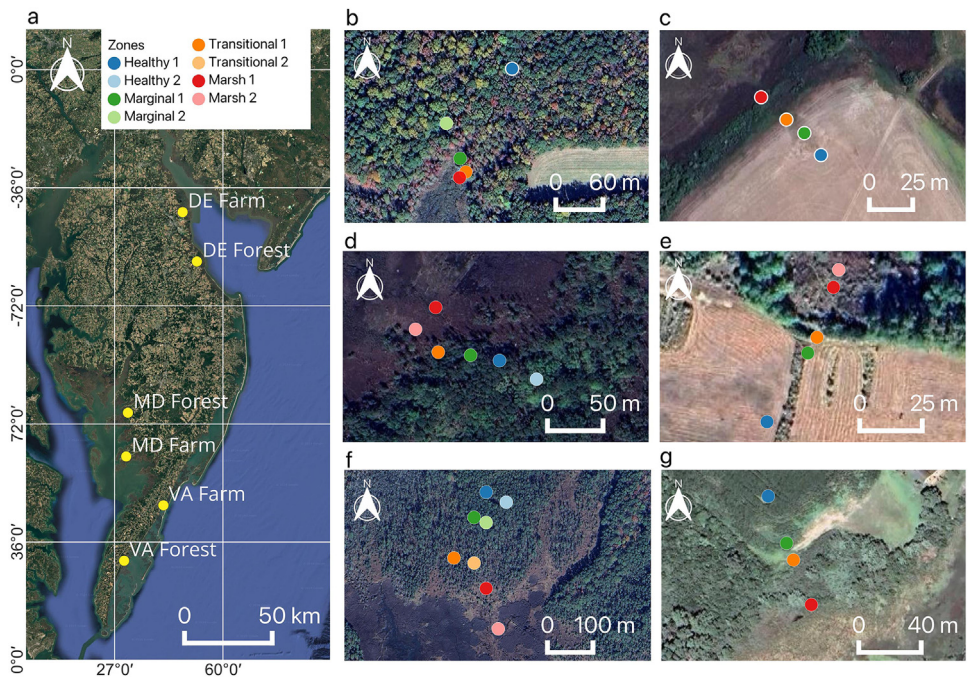 a
N
Zones
Healthy 1
Healthy 2
Marginal 1
Marginal 2
Transitional 1
Transitional 2
Marsh 1
Marsh 2
0°0′
-36°0′
-72°0′
72°0′
36°0′
0°0′
27°0′
60°0′
DE Farm
DE Forest
MD Forest
MD Farm
VA Farm
VA Forest
0 50 km
b
N
0 60 m
c
N
0 25 m
d
N
0 50 m
e
N
0 25 m
f
N
0 100 m
g
N
0 40 m